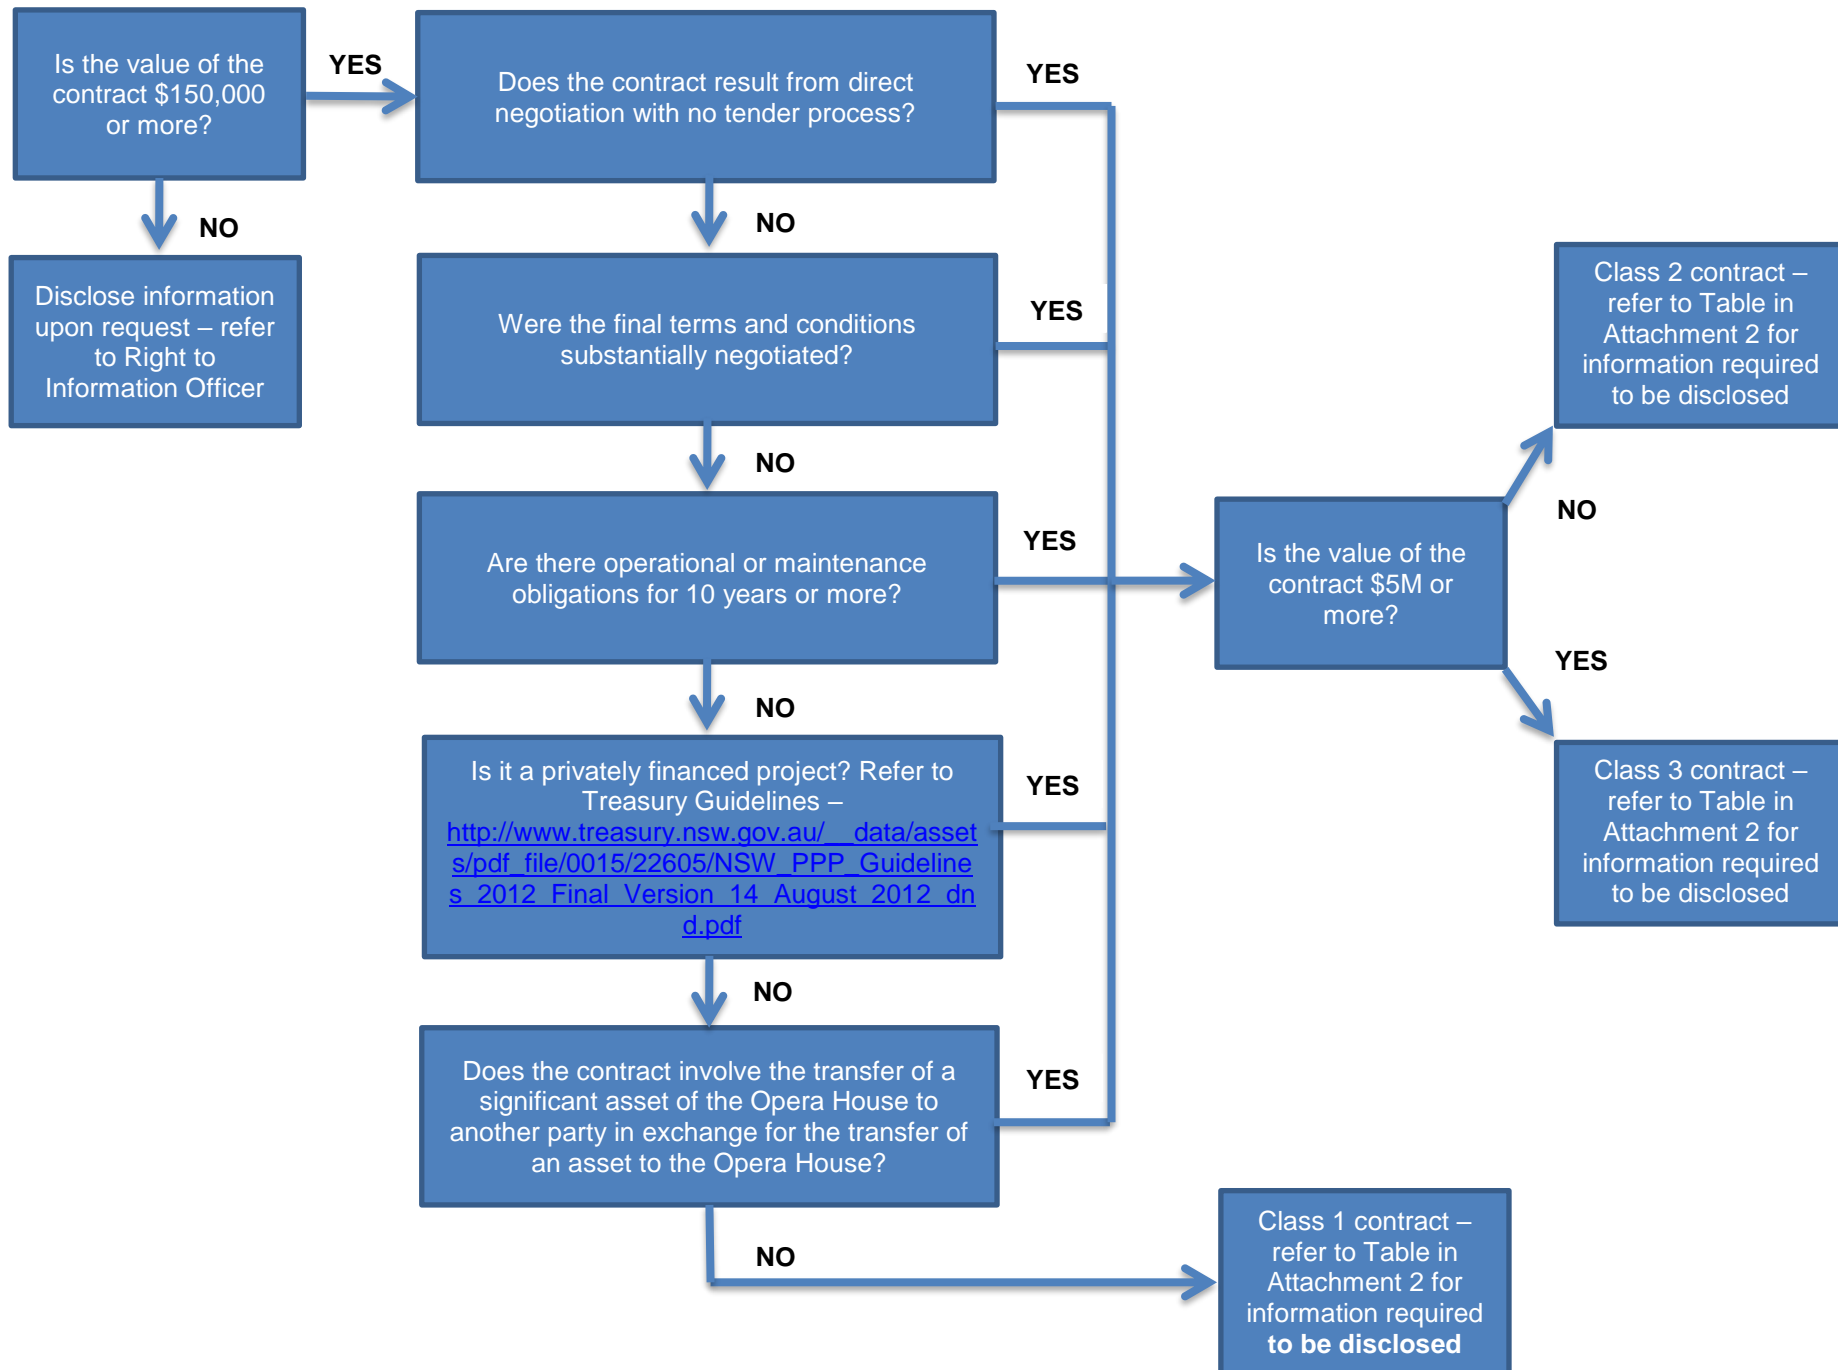 Is the value of the
contract $150,000
or more?
YES
Does the contract result from direct
negotiation with no tender process?
YES
NO
NO
Disclose information
upon request – refer
to Right to
Information Officer
Were the final terms and conditions
substantially negotiated?
YES
NO
Class 2 contract –
refer to Table in
Attachment 2 for
information required
to be disclosed
Are there operational or maintenance
obligations for 10 years or more?
YES
Is the value of the
contract $5M or
more?
NO
YES
NO
Is it a privately financed project? Refer to
Treasury Guidelines –
http://www.treasury.nsw.gov.au/__data/asset
s/pdf_file/0015/22605/NSW_PPP_Guideline
s_2012_Final_Version_14_August_2012_dn
d.pdf
YES
Class 3 contract –
refer to Table in
Attachment 2 for
information required
to be disclosed
NO
Does the contract involve the transfer of a
significant asset of the Opera House to
another party in exchange for the transfer of
an asset to the Opera House?
YES
NO
Class 1 contract –
refer to Table in
Attachment 2 for
information required
to be disclosed